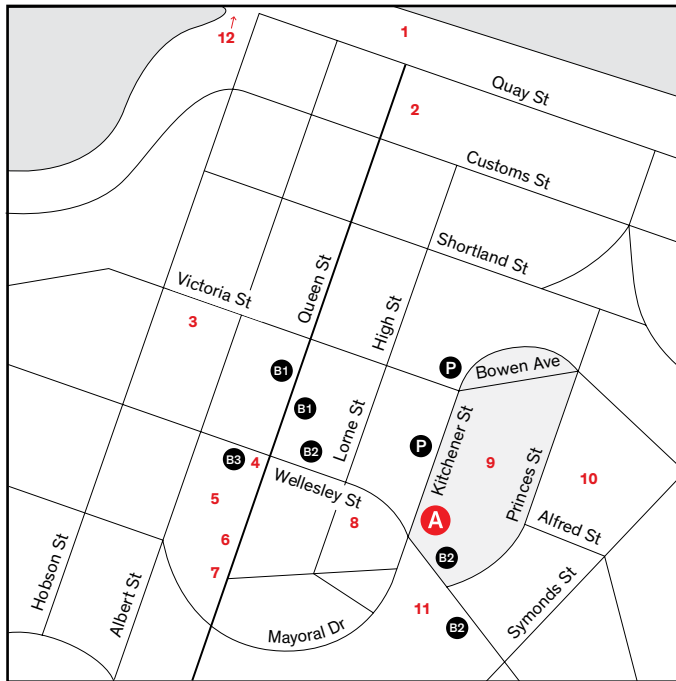 12
1
Quay St
2
Customs St
Shortland St
Victoria St
Queen St
High St
3
B1
P
Bowen Ave
B1
Lorne St
Kitchener St
P
B2
B3
4
Wellesley St
9
Princes St
10
5
8
A
Alfred St
6
B2
7
Hobson St
Albert St
Symonds St
11
Mayoral Dr
B2